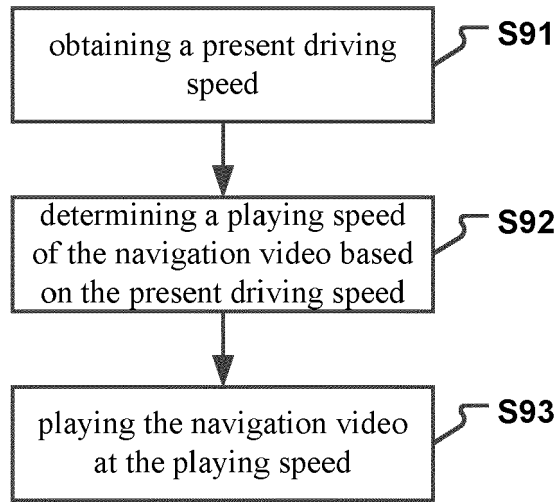 obtaining a present driving
speed
S91
determining a playing speed
of the navigation video based
on the present driving speed
S92
playing the navigation video
at the playing speed
S93